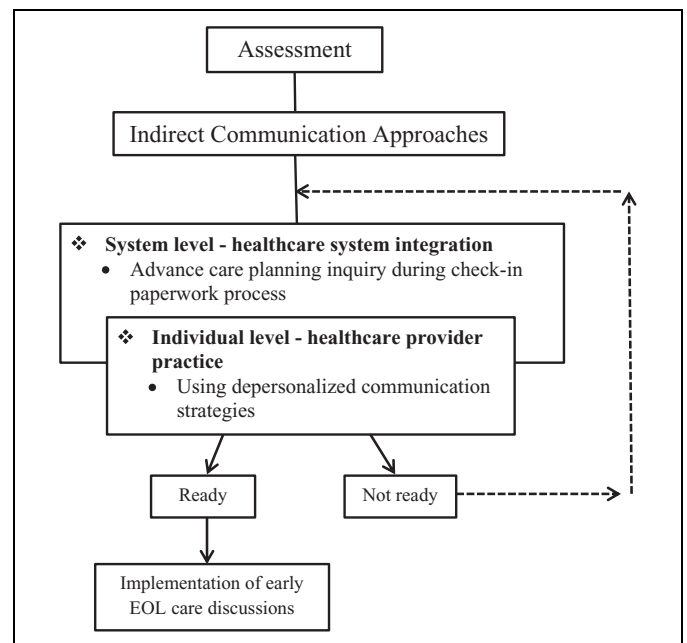 Assessment
Indirect Communication Approaches
❖ System level - healthcare system integration
• Advance care planning inquiry during check-in
paperwork process
❖ Individual level - healthcare provider
practice
• Using depersonalized communication
strategies
Ready
Not ready
Implementation of early
EOL care discussions